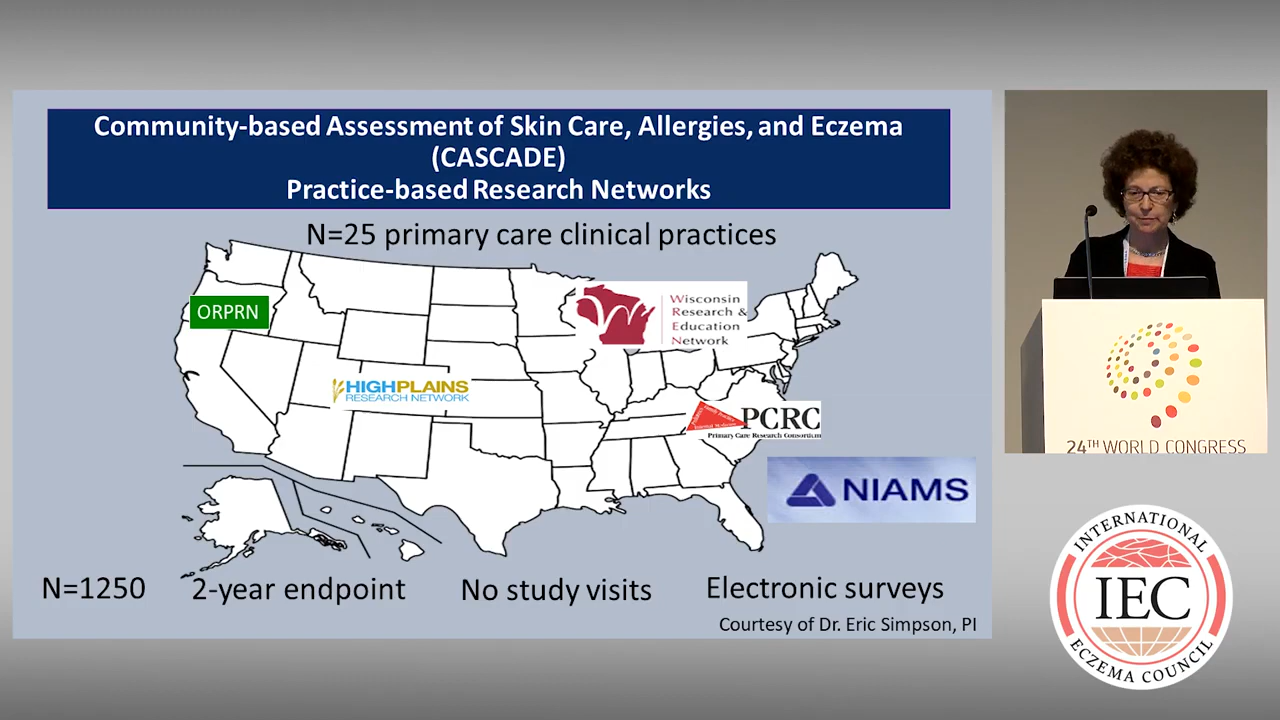 Community-based Assessment of Skin Care, Allergies, and Eczema
(CASCADE)
Practice-based Research Networks
N=25 primary care clinical practices
ORPRN
Wisconsin
Research &
Education
Network
HIGHPLAINS
RESEARCH NETWORK
PCRC
Primary Care Research Consortium
NIAMS
N=1250 2-year endpoint No study visits Electronic surveys
Courtesy of Dr. Eric Simpson, PI
24TH WORLD CONGRESS
INTERNATIONAL
IEC
ECZEMA COUNCIL